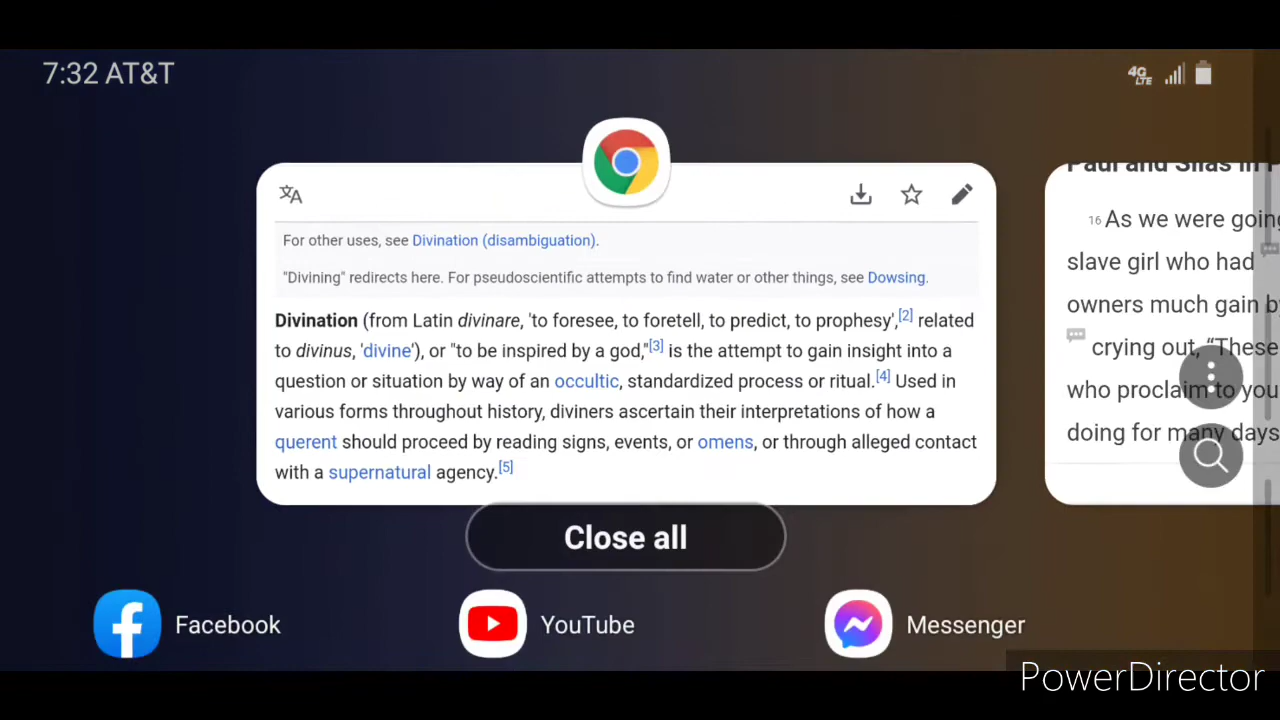 7:32 AT&T
4G
LTE
For other uses, see Divination (disambiguation).
"Divining" redirects here. For pseudoscientific attempts to find water or other things, see Dowsing.
Divination (from Latin divinare, 'to foresee, to foretell, to predict, to prophesy',[2] related
to divinus, 'divine'), or "to be inspired by a god,"[3] is the attempt to gain insight into a
question or situation by way of an occultic, standardized process or ritual.[4] Used in
various forms throughout history, diviners ascertain their interpretations of how a
querent should proceed by reading signs, events, or omens, or through alleged contact
with a supernatural agency.[5]
Paul and Silas in
16 As we were going
slave girl who had
owners much gain by
crying out, “These
who proclaim to you
doing for many days
Close all
Facebook
YouTube
Messenger
PowerDirector